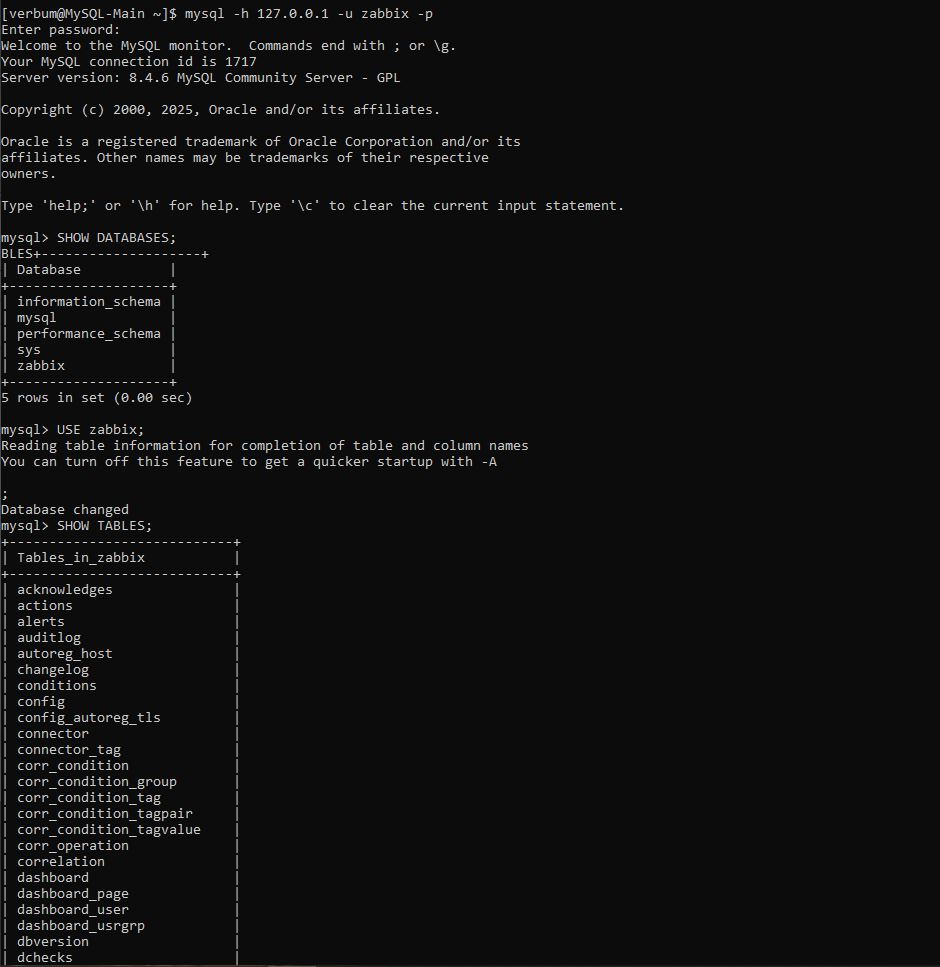 [verbum@MySQL-Main ~]$ mysql -h 127.0.0.1 -u zabbix -p
Enter password:
Welcome to the MySQL monitor.  Commands end with ; or \g.
Your MySQL connection id is 1717
Server version: 8.4.6 MySQL Community Server - GPL

Copyright (c) 2000, 2025, Oracle and/or its affiliates.

Oracle is a registered trademark of Oracle Corporation and/or its
affiliates. Other names may be trademarks of their respective
owners.

Type 'help;' or '\h' for help. Type '\c' to clear the current input statement.

mysql> SHOW DATABASES;
BLES+--------------------+
| Database           |
+--------------------+
| information_schema |
| mysql              |
| performance_schema |
| sys                |
| zabbix             |
+--------------------+
5 rows in set (0.00 sec)

mysql> USE zabbix;
Reading table information for completion of table and column names
You can turn off this feature to get a quicker startup with -A

;
Database changed
mysql> SHOW TABLES;
+----------------------------+
| Tables_in_zabbix           |
+----------------------------+
| acknowledges               |
| actions                    |
| alerts                     |
| auditlog                   |
| autoreg_host               |
| changelog                  |
| conditions                 |
| config                     |
| config_autoreg_tls         |
| connector                  |
| connector_tag              |
| corr_condition             |
| corr_condition_group       |
| corr_condition_tag         |
| corr_condition_tagpair     |
| corr_condition_tagvalue    |
| corr_operation             |
| correlation                |
| dashboard                  |
| dashboard_page             |
| dashboard_user             |
| dashboard_usrgrp           |
| dbversion                  |
| dchecks                    |